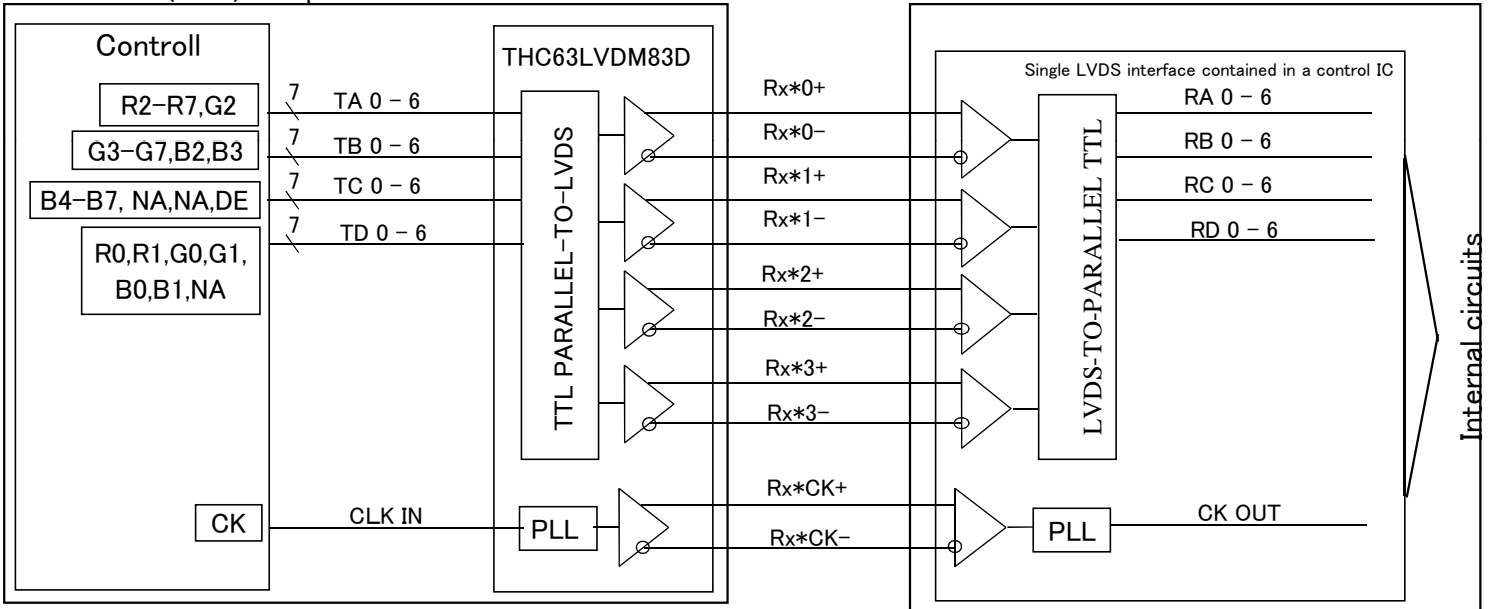 Controll
R2-R7,G2
G3-G7,B2,B3
B4-B7, NA,NA,DE
R0,R1,G0,G1,
B0,B1,NA
CK
7
TA 0 - 6
7
TB 0 - 6
7
TC 0 - 6
7
TD 0 - 6
CLK IN
THC63LVDM83D
TTL PARALLEL-TO-LVDS
PLL
Rx*0+
Rx*0-
Rx*1+
Rx*1-
Rx*2+
Rx*2-
Rx*3+
Rx*3-
Rx*CK+
Rx*CK-
Single LVDS interface contained in a control IC
LVDS-TO-PARALLEL TTL
PLL
RA 0 - 6
RB 0 - 6
RC 0 - 6
RD 0 - 6
CK OUT
Internal circuits